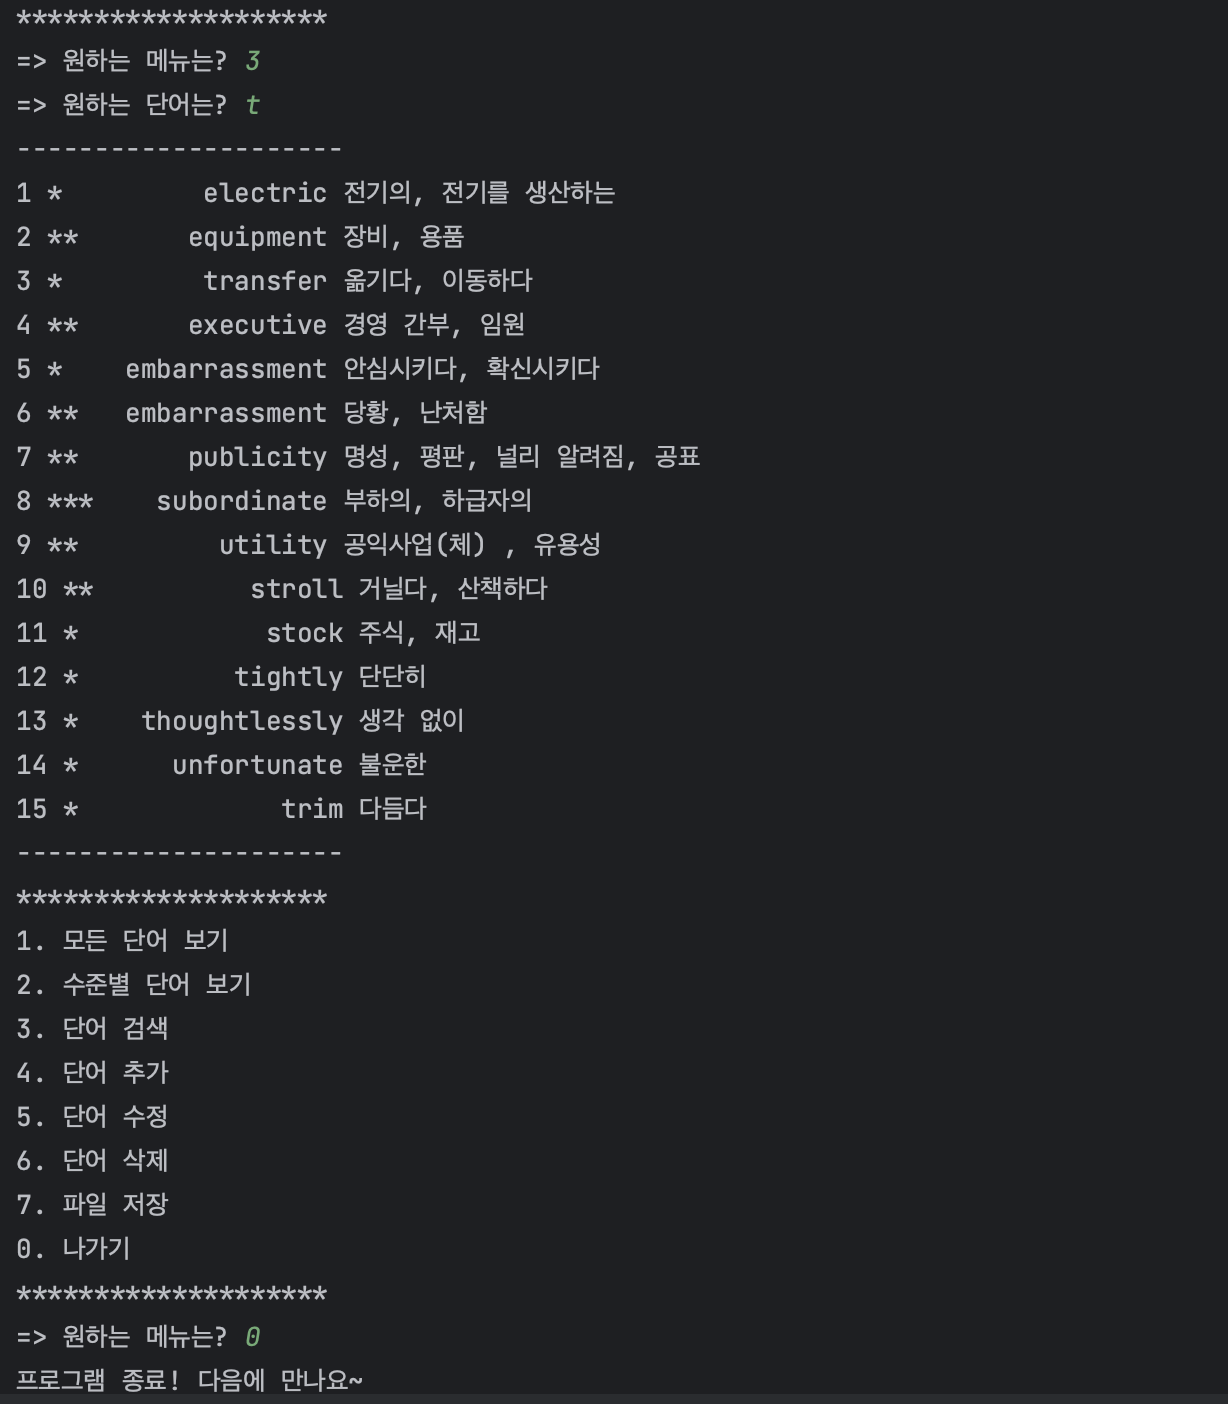 ********************
=> 원하는 메뉴는? 3
=> 원하는 단어는? t
---------------------
1 *         electric 전기의, 전기를 생산하는
2 **       equipment 장비, 용품
3 *         transfer 옮기다, 이동하다
4 **       executive 경영 간부, 임원
5 *    embarrassment 안심시키다, 확신시키다
6 **   embarrassment 당황, 난처함
7 **       publicity 명성, 평판, 널리 알려짐, 공표
8 ***    subordinate 부하의, 하급자의
9 **         utility 공익사업(체) , 유용성
10 **          stroll 거닐다, 산책하다
11 *            stock 주식, 재고
12 *          tightly 단단히
13 *    thoughtlessly 생각 없이
14 *      unfortunate 불운한
15 *             trim 다듬다
---------------------
********************
1. 모든 단어 보기
2. 수준별 단어 보기
3. 단어 검색
4. 단어 추가
5. 단어 수정
6. 단어 삭제
7. 파일 저장
0. 나가기
********************
=> 원하는 메뉴는? 0
프로그램 종료! 다음에 만나요~